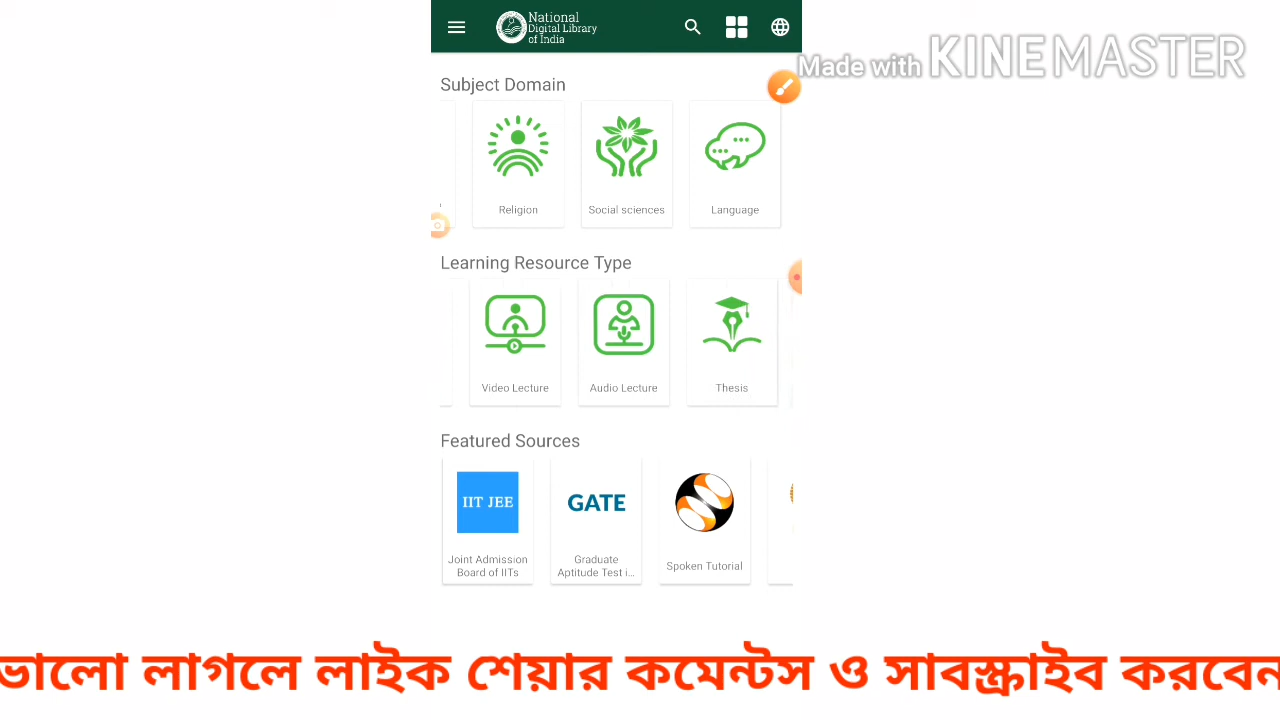 National
Digital Library
of India
Made with KINEMASTER
Subject Domain
Religion
Social sciences
Language
Learning Resource Type
Video Lecture
Audio Lecture
Thesis
Featured Sources
IIT JEE
GATE
Joint Admission
Board of IITs
Graduate
Aptitude Test i...
Spoken Tutorial
ভালো লাগলে লাইক শেয়ার কমেন্টস ও সাবস্ক্রাইব করবেন